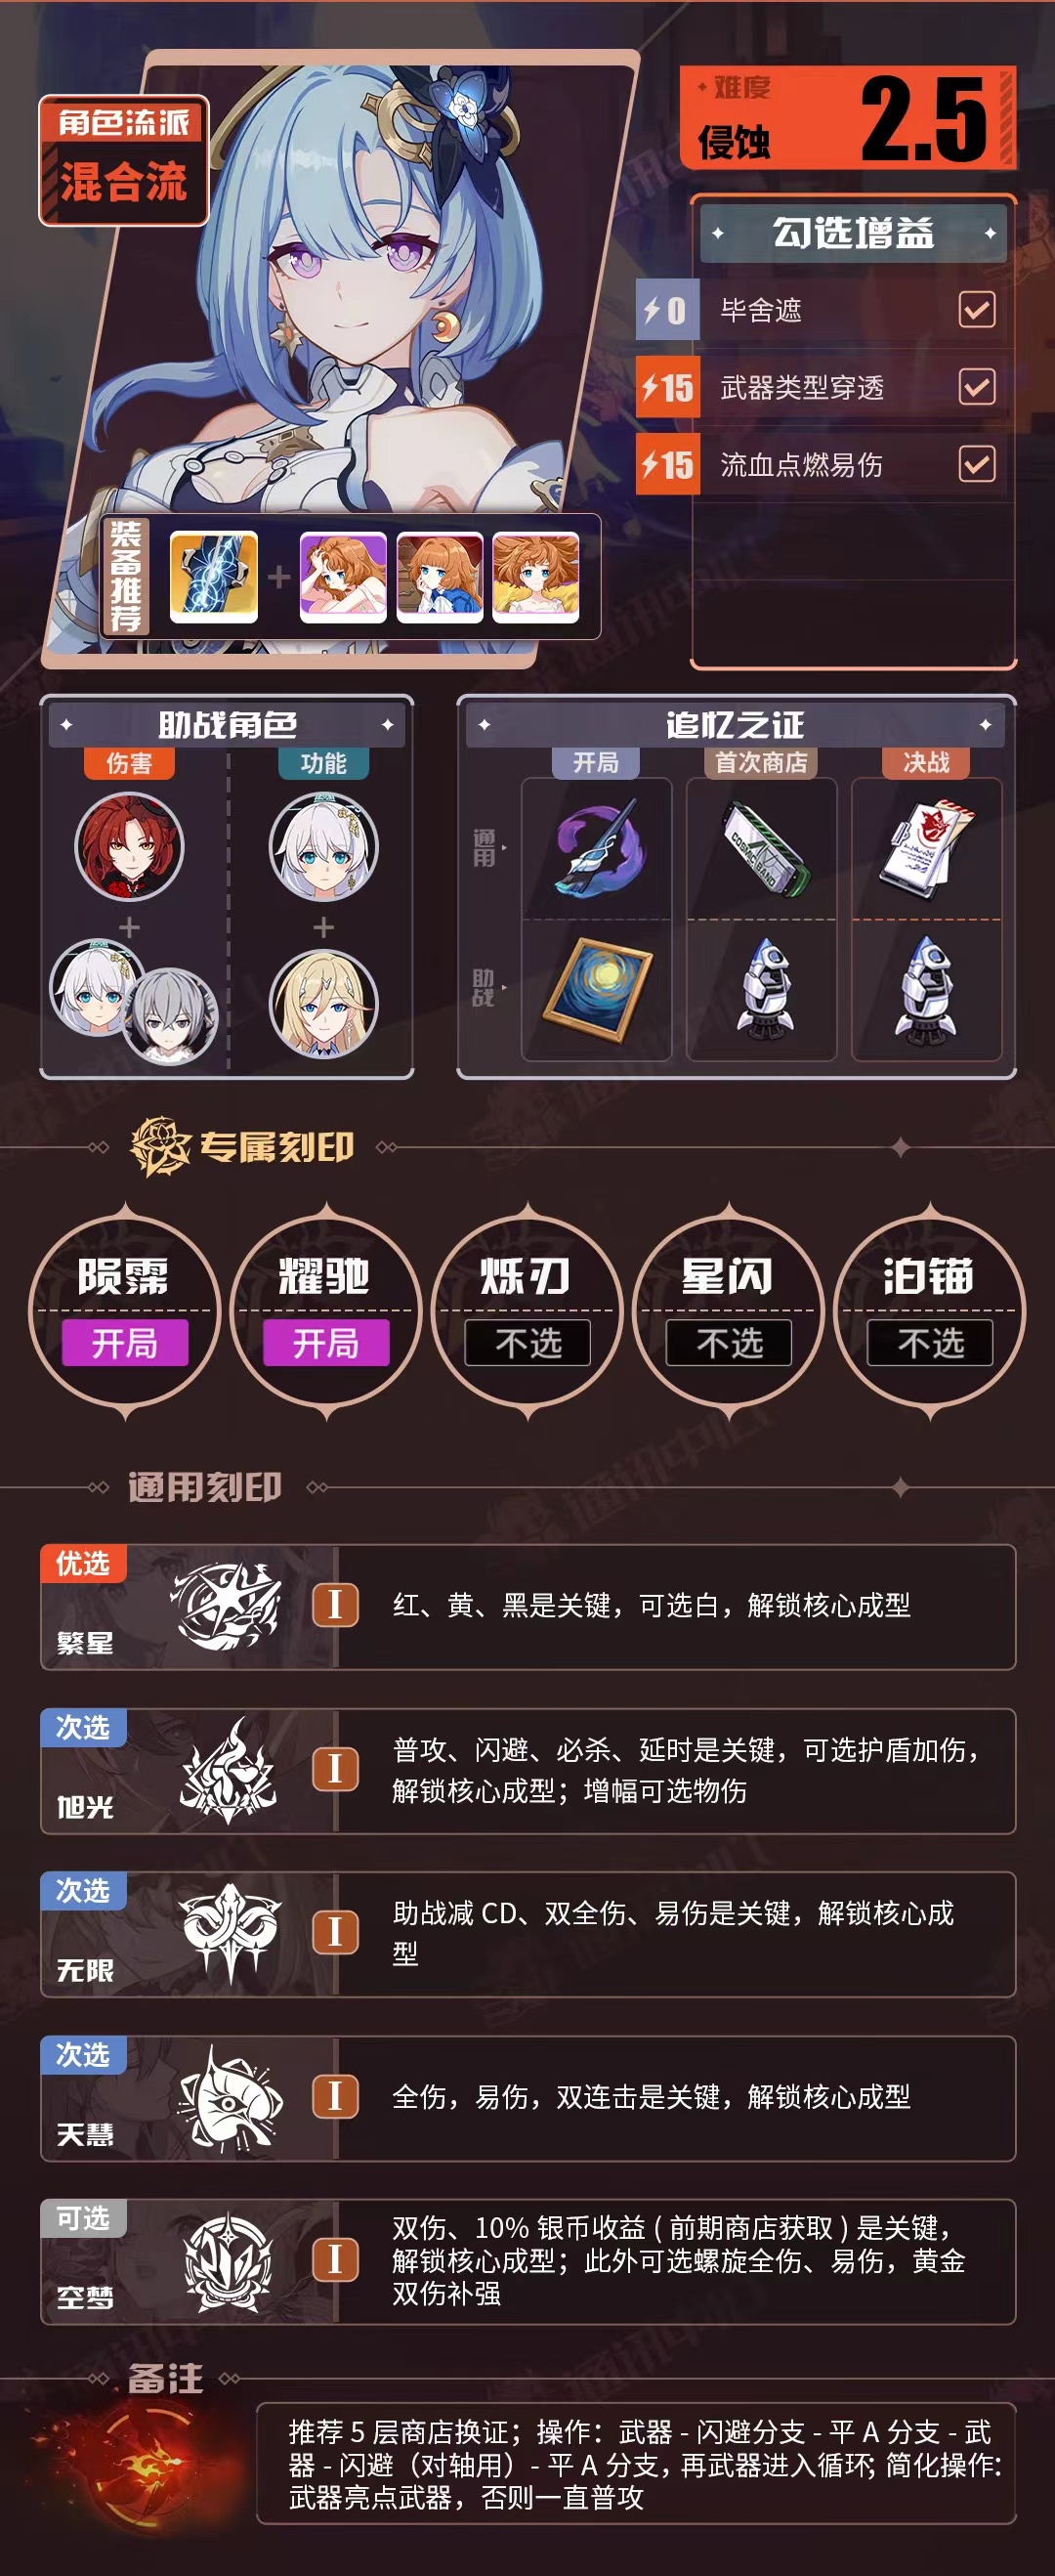 角色流派
混合流
难度
侵蚀
2.5
勾选增益
0
毕舍遮
15
武器类型穿透
15
流血点燃易伤
装备推荐
助战角色
伤害
功能
追忆之证
开局
首次商店
决战
通用
助战
COSMIC BAND
专属刻印
陨霈
开局
耀驰
开局
烁刃
不选
星闪
不选
泊锚
不选
通用刻印
优选
繁星
I
红、黄、黑是关键，可选白，解锁核心成型
次选
旭光
I
普攻、闪避、必杀、延时是关键，可选护盾加伤，
解锁核心成型；增幅可选物伤
次选
无限
I
助战减 CD、双全伤、易伤是关键，解锁核心成
型
次选
天慧
I
全伤，易伤，双连击是关键，解锁核心成型
可选
空梦
I
双伤、10% 银币收益 ( 前期商店获取 ) 是关键，
解锁核心成型；此外可选螺旋全伤、易伤，黄金
双伤补强
备注
推荐 5 层商店换证；操作：武器 - 闪避分支 - 平 A 分支 - 武
器 - 闪避（对轴用）- 平 A 分支，再武器进入循环；简化操作：
武器亮点武器，否则一直普攻